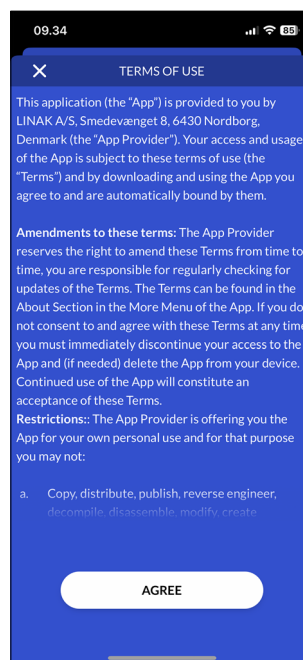 09.34
85
TERMS OF USE
This application (the “App”) is provided to you by
LINAK A/S, Smedevænget 8, 6430 Nordborg,
Denmark (the “App Provider”). Your access and usage
of the App is subject to these terms of use (the
“Terms”) and by downloading and using the App you
agree to and are automatically bound by them.
Amendments to these terms: The App Provider
reserves the right to amend these Terms from time to
time, you are responsible for regularly checking for
updates of the Terms. The Terms can be found in the
About Section in the More Menu of the App. If you do
not consent to and agree with these Terms at any time
you must immediately discontinue your access to the
App and (if needed) delete the App from your device.
Continued use of the App will constitute an
acceptance of these Terms.
Restrictions:: The App Provider is offering you the
App for your own personal use and for that purpose
you may not:
a. Copy, distribute, publish, reverse engineer,
decompile, disassemble, modify, create
AGREE